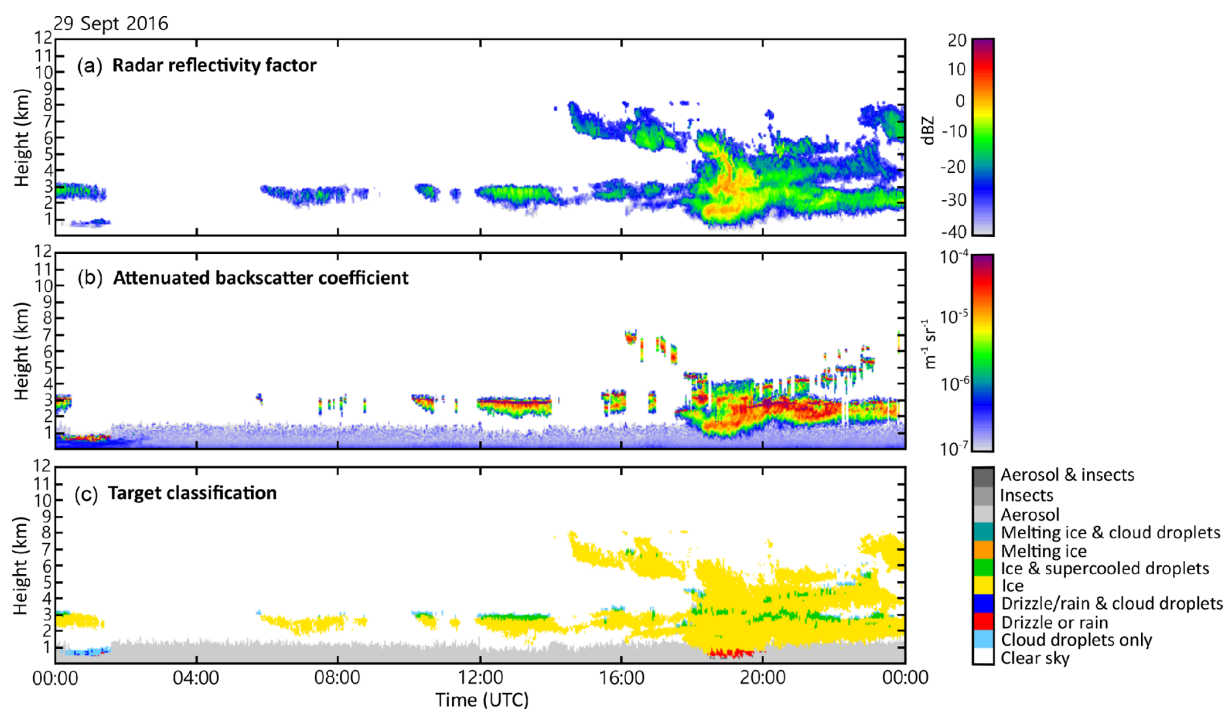 29 Sept 2016
(a) Radar reflectivity factor
Height (km)
12
11
10
9
8
7
6
5
4
3
2
1
20
10
0
-10
-20
-30
-40
dBZ
(b) Attenuated backscatter coefficient
Height (km)
12
11
10
9
8
7
6
5
4
3
2
1
10⁻⁴
10⁻⁵
10⁻⁶
10⁻⁷
m⁻¹ sr⁻¹
(c) Target classification
Height (km)
12
11
10
9
8
7
6
5
4
3
2
1
00:00 04:00 08:00 12:00 16:00 20:00 00:00
Time (UTC)
Aerosol & insects
Insects
Aerosol
Melting ice & cloud droplets
Melting ice
Ice & supercooled droplets
Ice
Drizzle/rain & cloud droplets
Drizzle or rain
Cloud droplets only
Clear sky